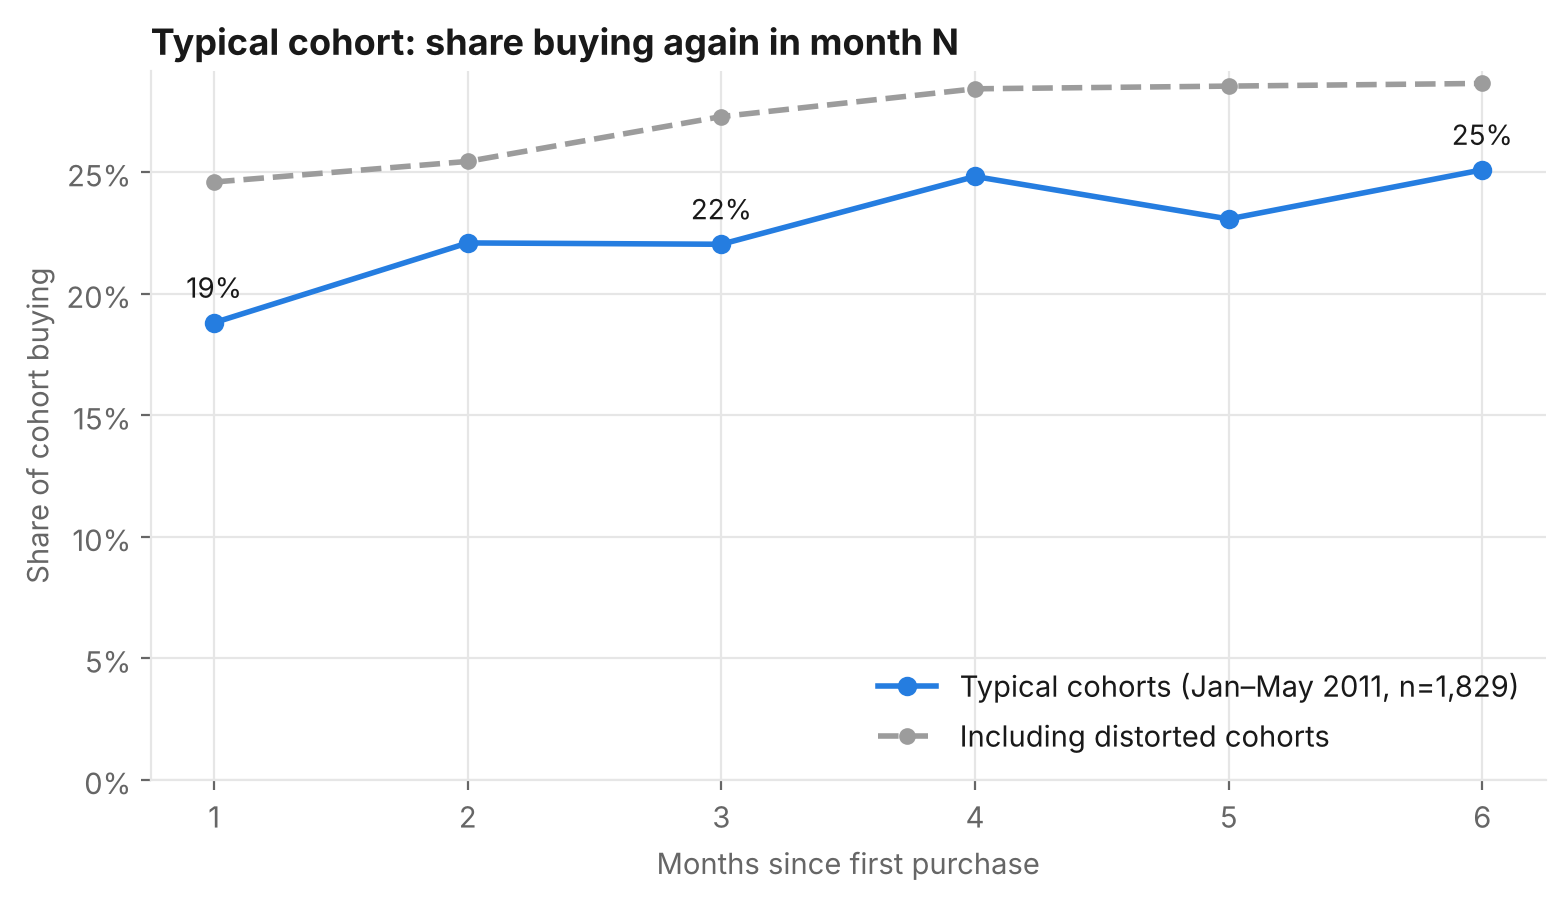 Typical cohort: share buying again in month N
25%
22%
19%
25%
20%
15%
10%
5%
0%
Share of cohort buying
Typical cohorts (Jan–May 2011, n=1,829)
Including distorted cohorts
1 2 3 4 5 6
Months since first purchase